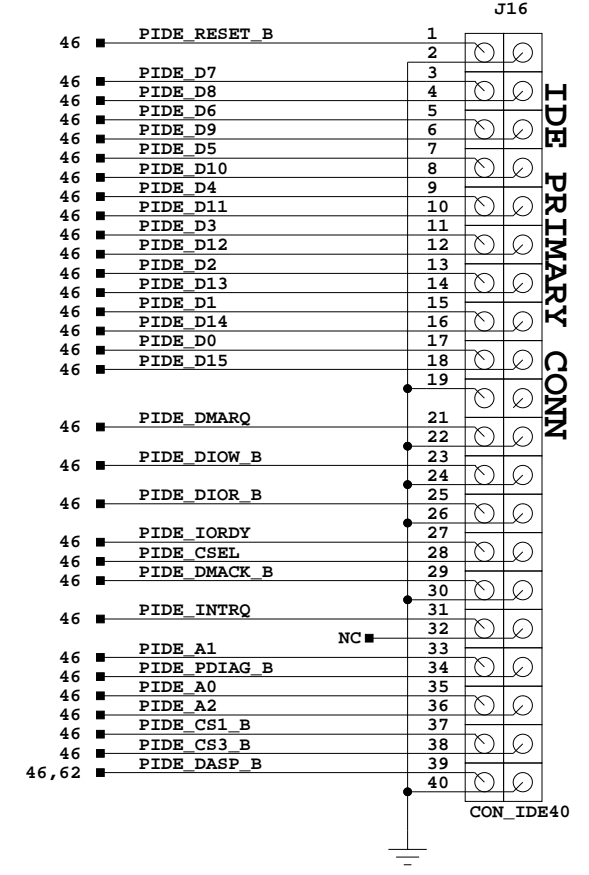 J16
46 PIDE_RESET_B 1
2
46 PIDE_D7 3
46 PIDE_D8 4
46 PIDE_D6 5
46 PIDE_D9 6
46 PIDE_D5 7
46 PIDE_D10 8
46 PIDE_D4 9
46 PIDE_D11 10
46 PIDE_D3 11
46 PIDE_D12 12
46 PIDE_D2 13
46 PIDE_D13 14
46 PIDE_D1 15
46 PIDE_D14 16
46 PIDE_D0 17
46 PIDE_D15 18
19
46 PIDE_DMARQ 21
22
46 PIDE_DIOW_B 23
24
46 PIDE_DIOR_B 25
26
46 PIDE_IORDY 27
46 PIDE_CSEL 28
46 PIDE_DMACK_B 29
30
46 PIDE_INTRQ 31
NC 32
46 PIDE_A1 33
46 PIDE_PDIAG_B 34
46 PIDE_A0 35
46 PIDE_A2 36
46 PIDE_CS1_B 37
46 PIDE_CS3_B 38
46,62 PIDE_DASP_B 39
40
IDE PRIMARY CONN
CON_IDE40